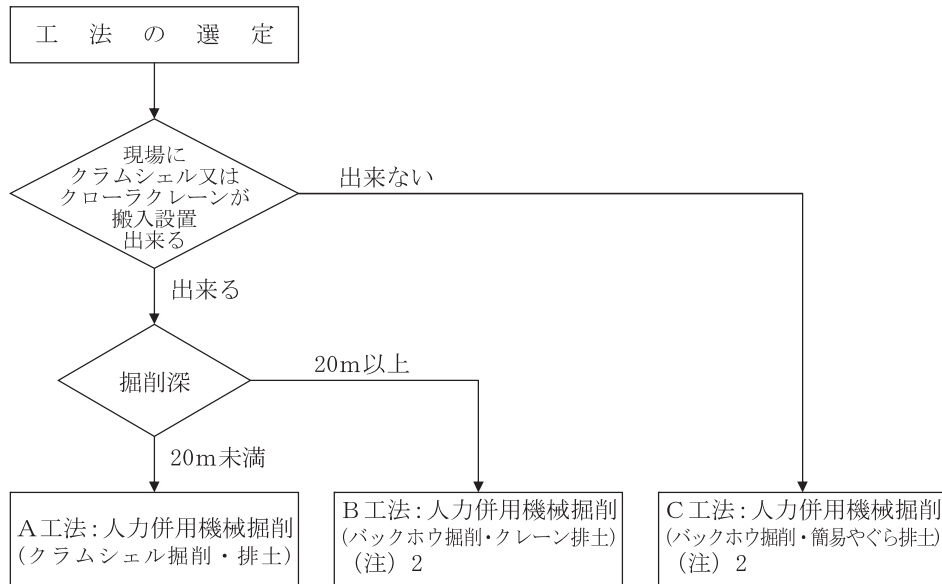 工法の選定
現場に
クラムシェル又は
クローラクレーンが
搬入設置
出来る
出来ない
出来る
掘削深
20m以上
20m未満
A工法：人力併用機械掘削
(クラムシェル掘削・排土)
B工法：人力併用機械掘削
(バックホウ掘削・クレーン排土)
(注) 2
C工法：人力併用機械掘削
(バックホウ掘削・簡易やぐら排土)
(注) 2